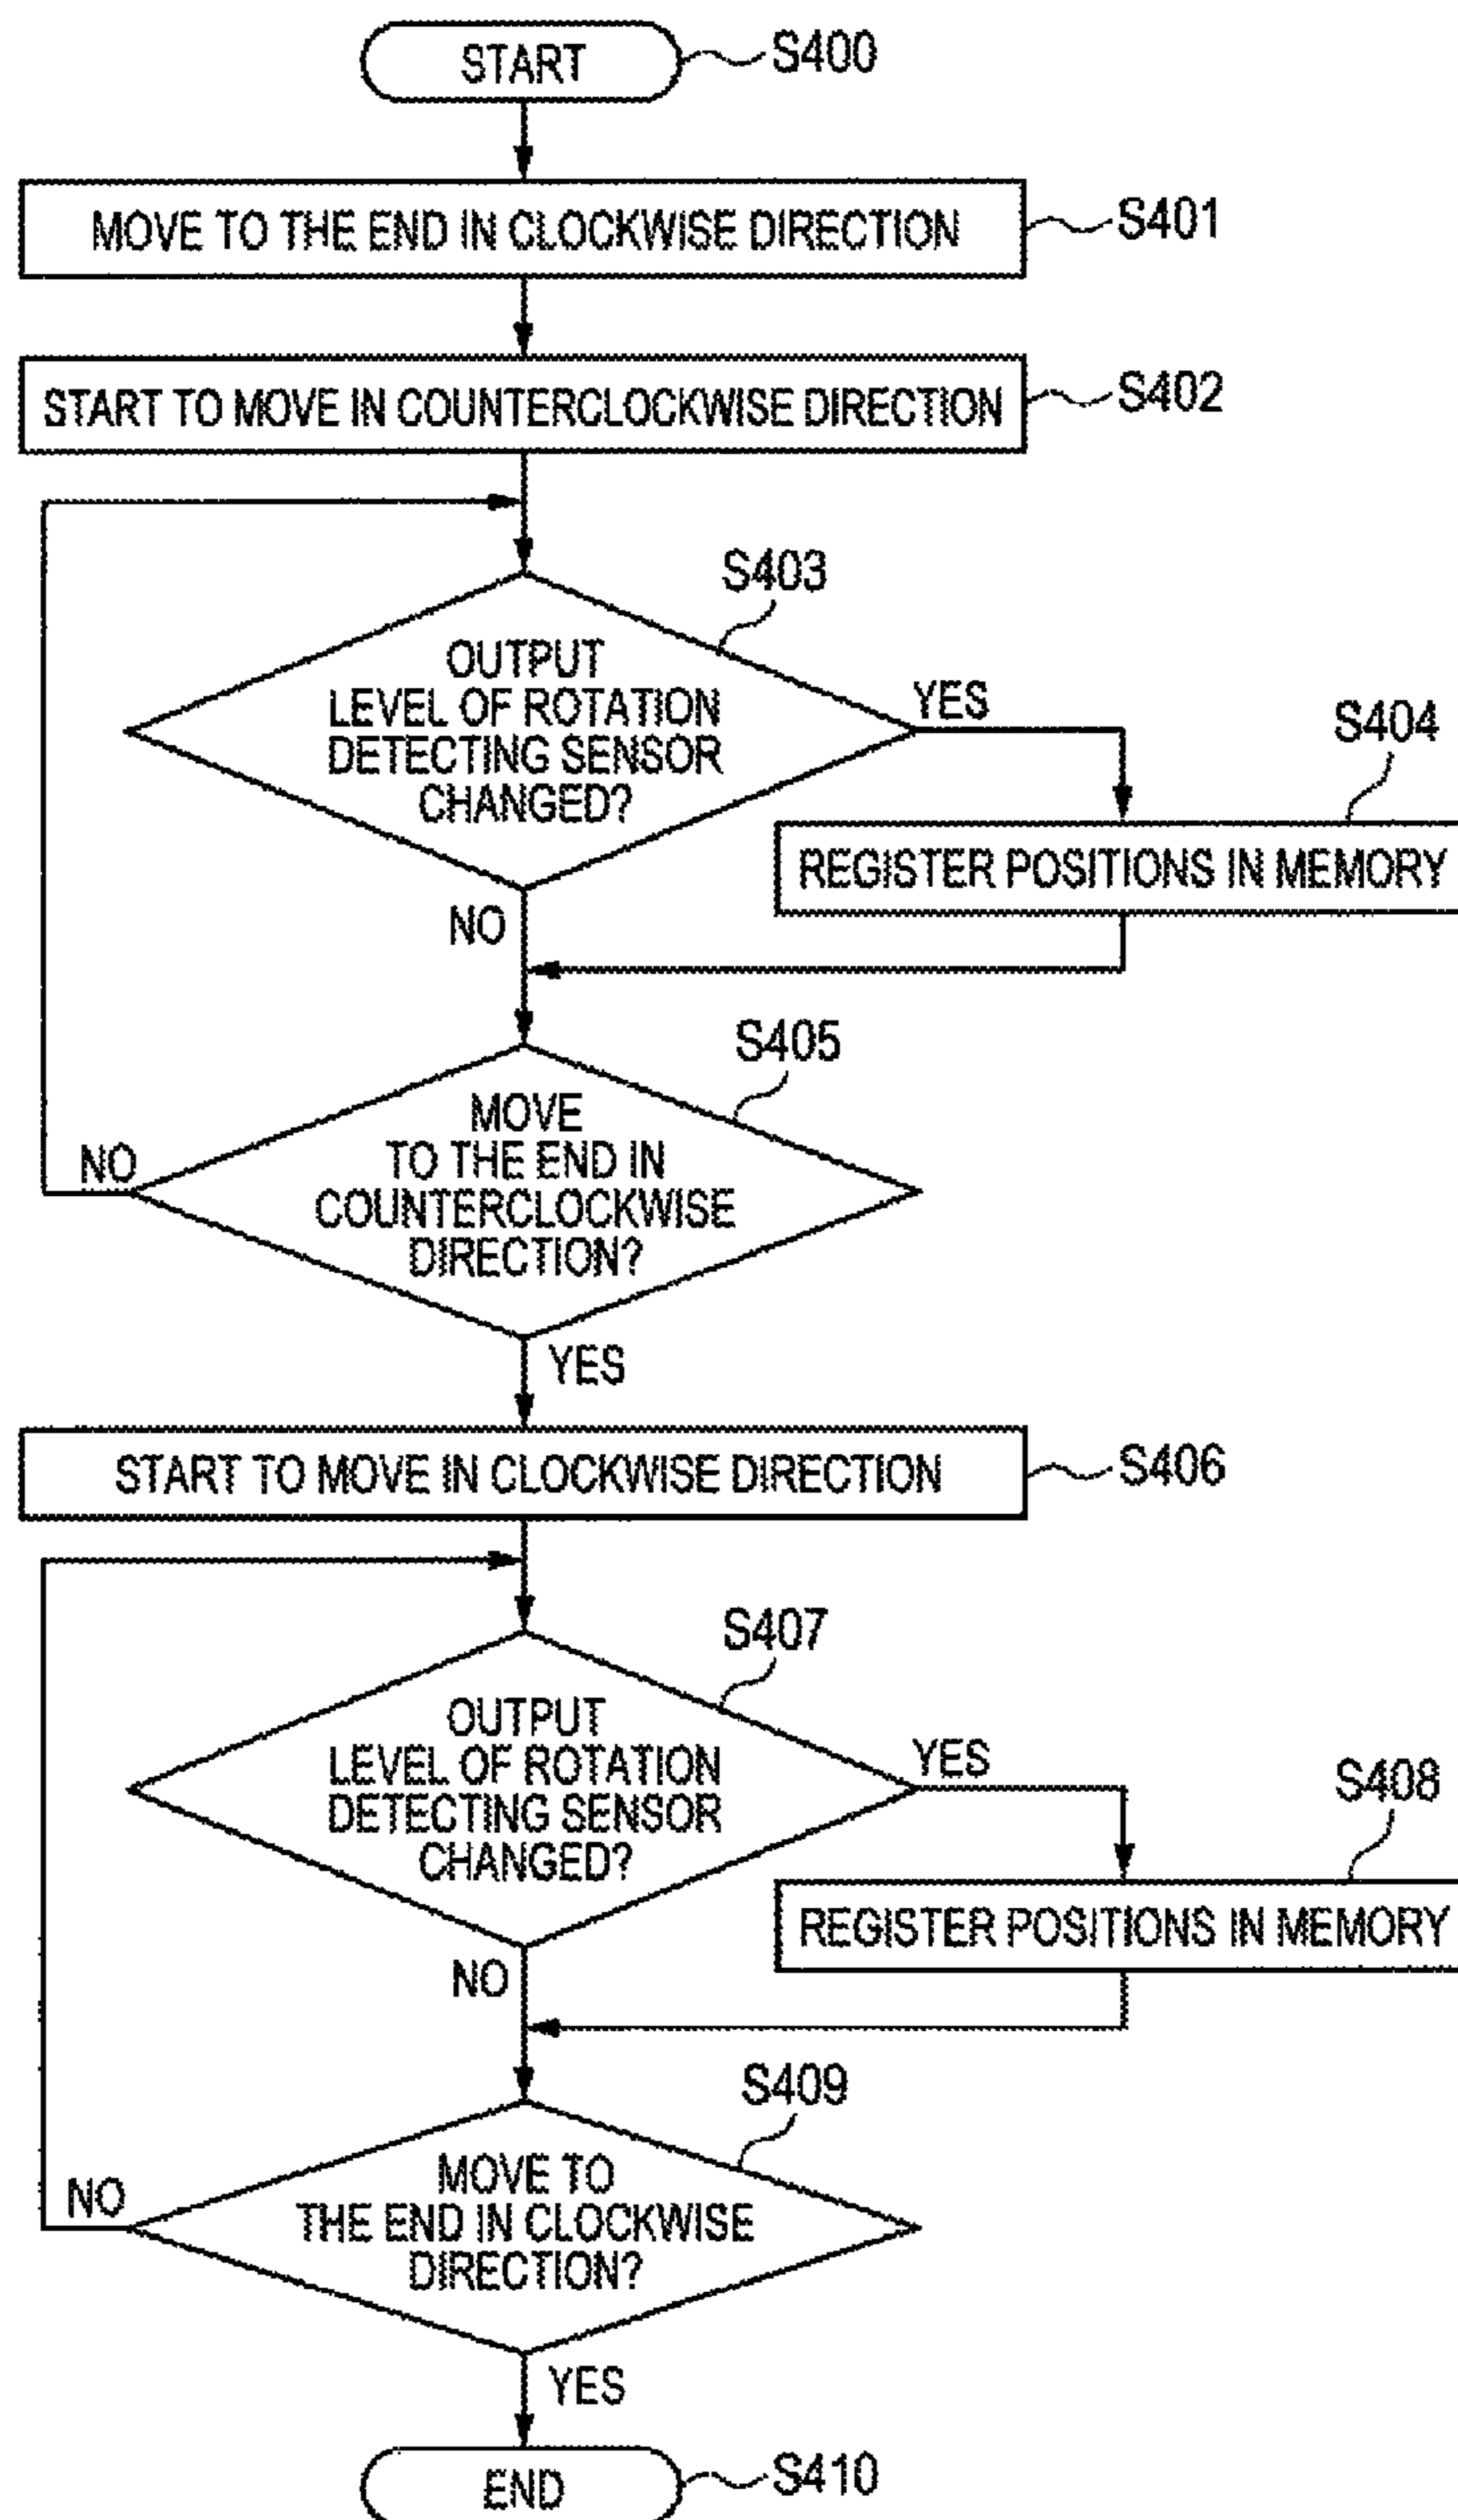 START
S400
MOVE TO THE END IN CLOCKWISE DIRECTION
S401
START TO MOVE IN COUNTERCLOCKWISE DIRECTION
S402
S403
OUTPUT
LEVEL OF ROTATION
DETECTING SENSOR
CHANGED?
YES
S404
REGISTER POSITIONS IN MEMORY
NO
S405
MOVE
TO THE END IN
COUNTERCLOCKWISE
DIRECTION?
NO
YES
START TO MOVE IN CLOCKWISE DIRECTION
S406
S407
OUTPUT
LEVEL OF ROTATION
DETECTING SENSOR
CHANGED?
YES
S408
REGISTER POSITIONS IN MEMORY
NO
S409
MOVE TO
THE END IN CLOCKWISE
DIRECTION?
NO
YES
END
S410